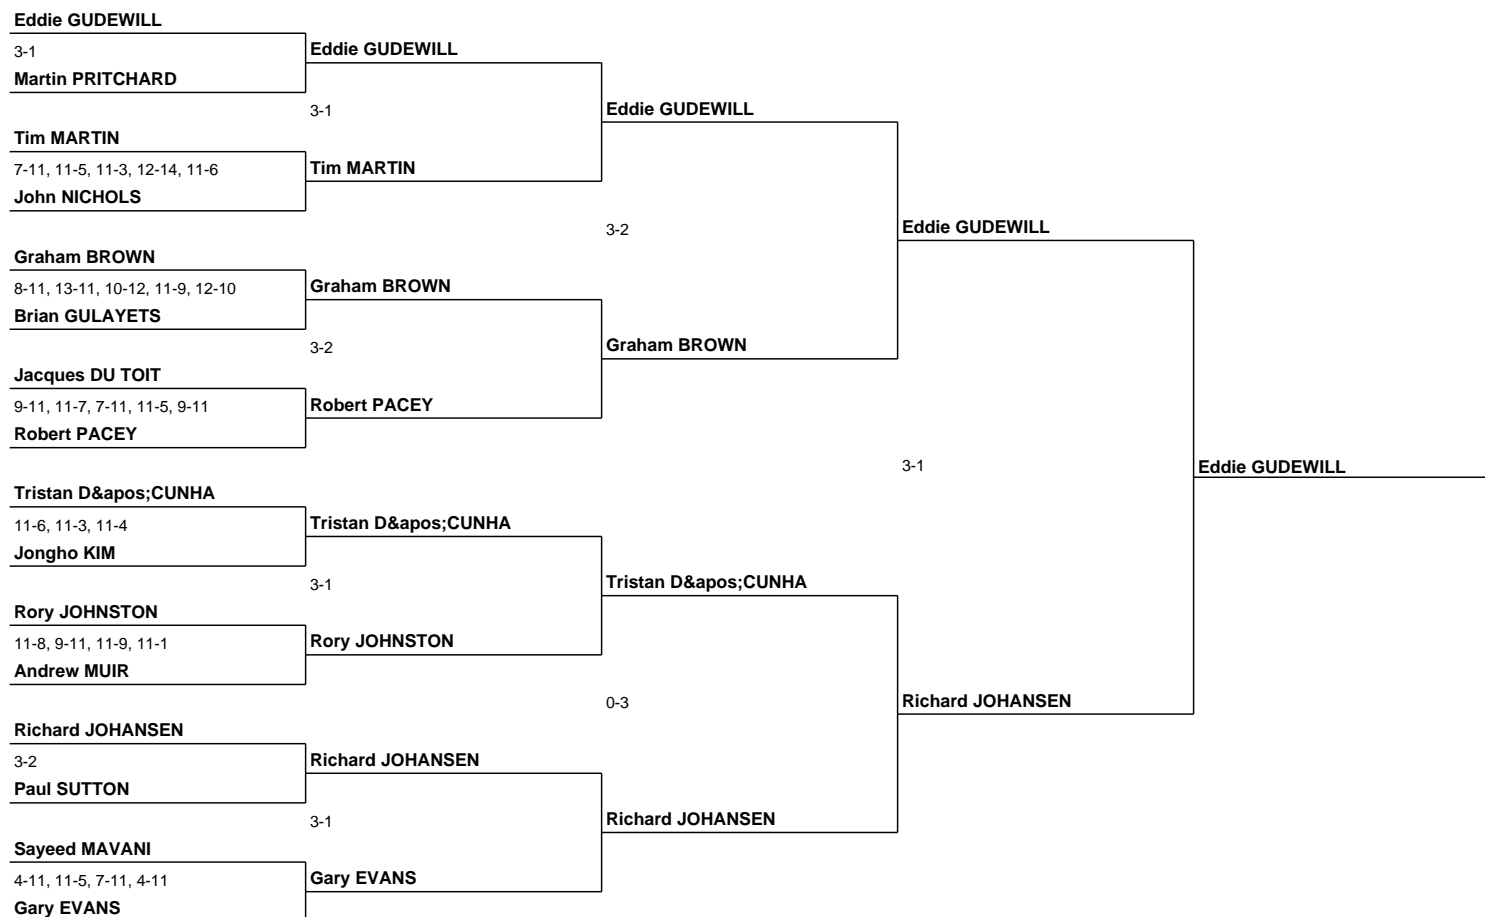 Eddie GUDEWILL
3-1
Martin PRITCHARD
Tim MARTIN
7-11, 11-5, 11-3, 12-14, 11-6
John NICHOLS
Graham BROWN
8-11, 13-11, 10-12, 11-9, 12-10
Brian GULAYETS
Jacques DU TOIT
9-11, 11-7, 7-11, 11-5, 9-11
Robert PACEY
Tristan D&apos;CUNHA
11-6, 11-3, 11-4
Jongho KIM
Rory JOHNSTON
11-8, 9-11, 11-9, 11-1
Andrew MUIR
Richard JOHANSEN
3-2
Paul SUTTON
Sayeed MAVANI
4-11, 11-5, 7-11, 4-11
Gary EVANS
Eddie GUDEWILL
3-1
Tim MARTIN
Graham BROWN
3-2
Robert PACEY
Tristan D&apos;CUNHA
3-1
Rory JOHNSTON
Richard JOHANSEN
3-1
Gary EVANS
Eddie GUDEWILL
3-2
Graham BROWN
Tristan D&apos;CUNHA
0-3
Richard JOHANSEN
Eddie GUDEWILL
3-1
Richard JOHANSEN
Eddie GUDEWILL